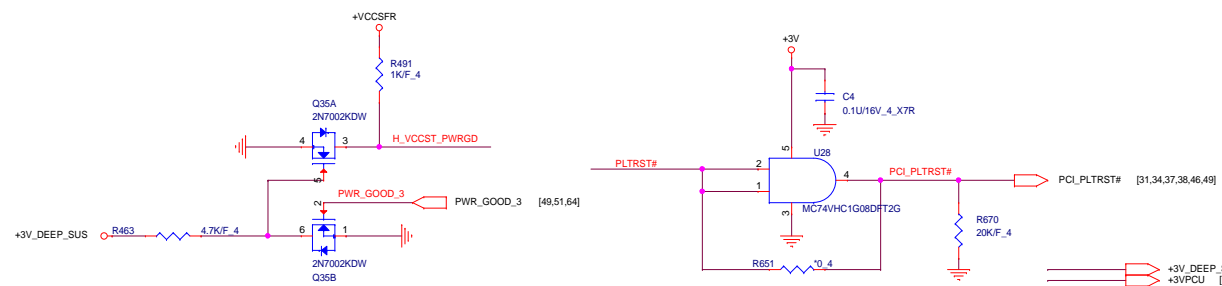 +VCCSFR
R491
1K/F_4
Q35A
2N7002KDW
4
3
H_VCCST_PWRGD
5
2
PWR_GOOD_3
PWR_GOOD_3 [49,51,64]
+3V_DEEP_SUS
R463
4.7K/F_4
6
1
2N7002KDW
Q35B
+3V
C4
0.1U/16V_4_X7R
5
U28
PLTRST#
2
1
4
PCI_PLTRST#
PCI_PLTRST# [31,34,37,38,46,49]
3
MC74VHC1G08DFT2G
R670
20K/F_4
R651
*0_4
+3V_DEEP_S
+3VPCU [